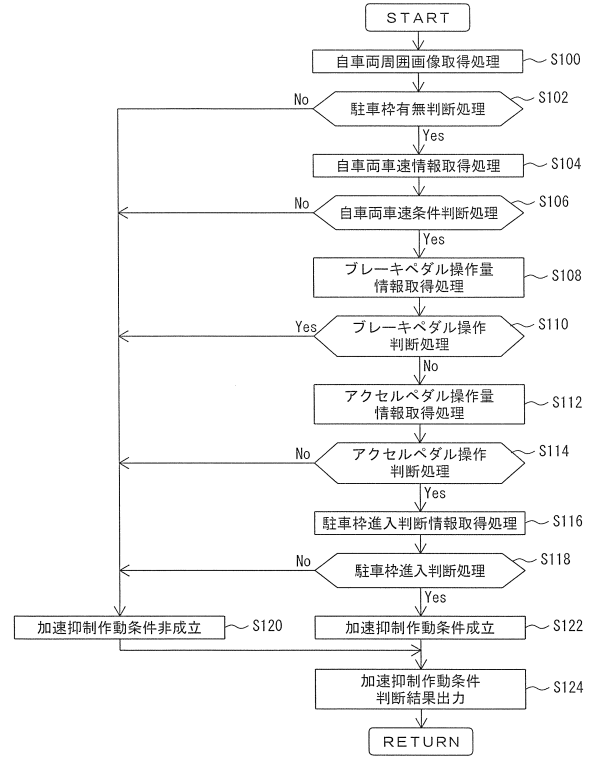 START
自車両周囲画像取得処理
S100
駐車枠有無判断処理
S102
No
Yes
自車両車速情報取得処理
S104
自車両車速条件判断処理
S106
No
Yes
ブレーキペダル操作量
情報取得処理
S108
ブレーキペダル操作
判断処理
S110
Yes
No
アクセルペダル操作量
情報取得処理
S112
アクセルペダル操作
判断処理
S114
No
Yes
駐車枠進入判断情報取得処理
S116
駐車枠進入判断処理
S118
No
Yes
加速抑制作動条件非成立
S120
加速抑制作動条件成立
S122
加速抑制作動条件
判断結果出力
S124
RETURN